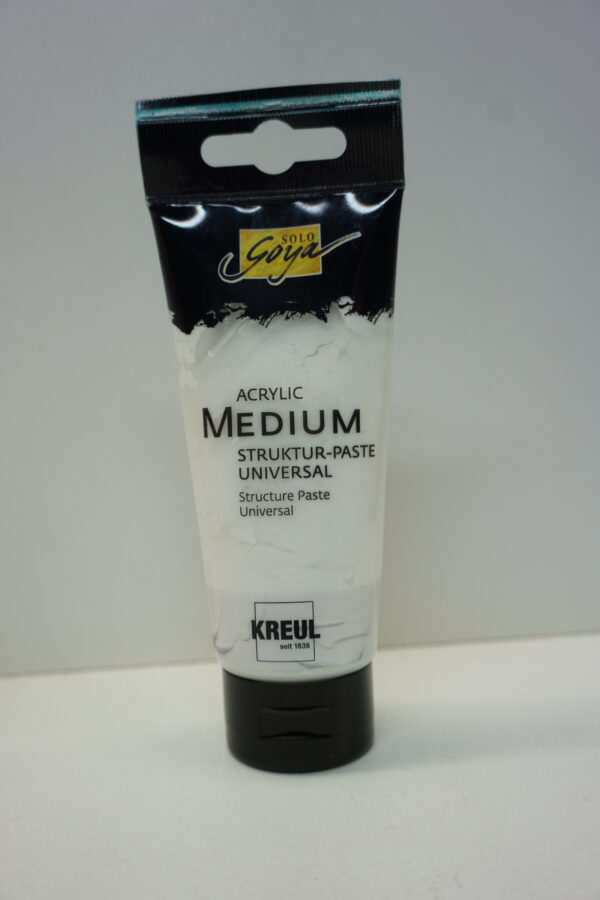 SOLO
Goya
ACRYLiC
MEDIUM
STRUKTUR-PASTE
UNIVERSAL
Structure Paste
Universal
KREUL
seit 1838